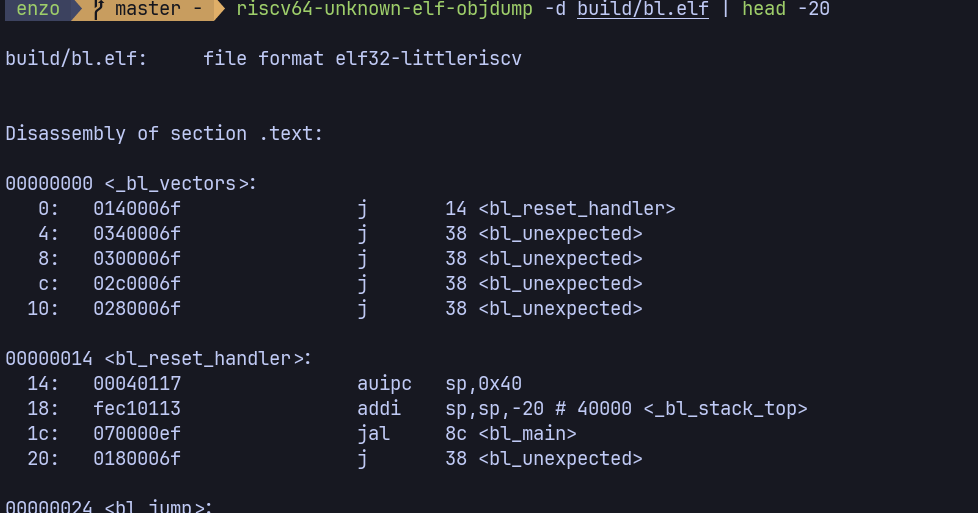 enzo master - riscv64-unknown-elf-objdump -d build/bl.elf | head -20
build/bl.elf:     file format elf32-littleriscv
Disassembly of section .text:
00000000 <_bl_vectors>:
   0:   0140006f                j       14 <bl_reset_handler>
   4:   0340006f                j       38 <bl_unexpected>
   8:   0300006f                j       38 <bl_unexpected>
   c:   02c0006f                j       38 <bl_unexpected>
  10:   0280006f                j       38 <bl_unexpected>
00000014 <bl_reset_handler>:
  14:   00040117                auipc   sp,0x40
  18:   fec10113                addi    sp,sp,-20 # 40000 <_bl_stack_top>
  1c:   070000ef                jal     8c <bl_main>
  20:   0180006f                j       38 <bl_unexpected>
00000024 <bl_jump>: